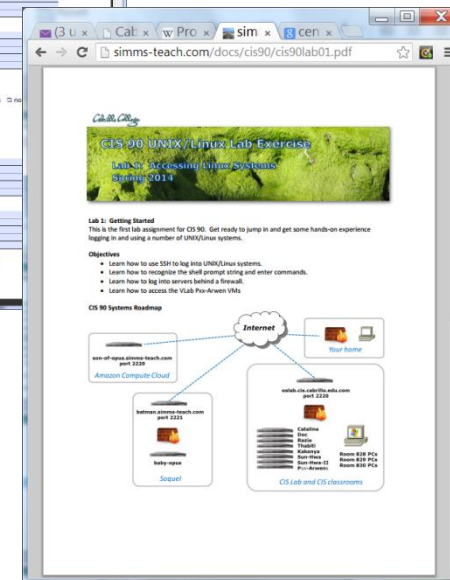 (3 u
Cab
Pro
sim
cen
simms-teach.com/docs/cis90/cis90lab01.pdf
no
Cabrillo College
CIS 90 UNIX/Linux Lab Exercise
Lab 1: Accessing Linux Systems
Spring 2014
Lab 1: Getting Started
This is the first lab assignment for CIS 90. Get ready to jump in and get some hands-on experience
logging in and using a number of UNIX/Linux systems.
Objectives
• Learn how to use SSH to log into UNIX/Linux systems.
• Learn how to recognize the shell prompt string and enter commands.
• Learn how to log into servers behind a firewall.
• Learn how to access the VLab Pxx-Arwen VMs
CIS 90 Systems Roadmap
Internet
Your home
son-of-opus.simms-teach.com
port 2220
Amazon Compute Cloud
oslab.cis.cabrillo.edu.com
port 2220
batman.simms-teach.com
port 2221
baby-opus
Soquel
Catalina
Doc
Rosie
Thabiti
Kakenya
Sun-Hwa
Sun-Hwa-II
Pxx-Arwens
Room 828 PCs
Room 829 PCs
Room 830 PCs
CIS Lab and CIS classrooms